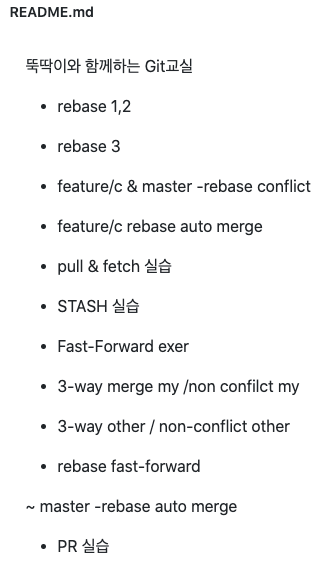 README.md
뚝딱이와 함께하는 Git교실
• rebase 1,2
• rebase 3
• feature/c & master -rebase conflict
• feature/c rebase auto merge
• pull & fetch 실습
• STASH 실습
• Fast-Forward exer
• 3-way merge my /non confilct my
• 3-way other / non-conflict other
• rebase fast-forward
~ master -rebase auto merge
• PR 실습